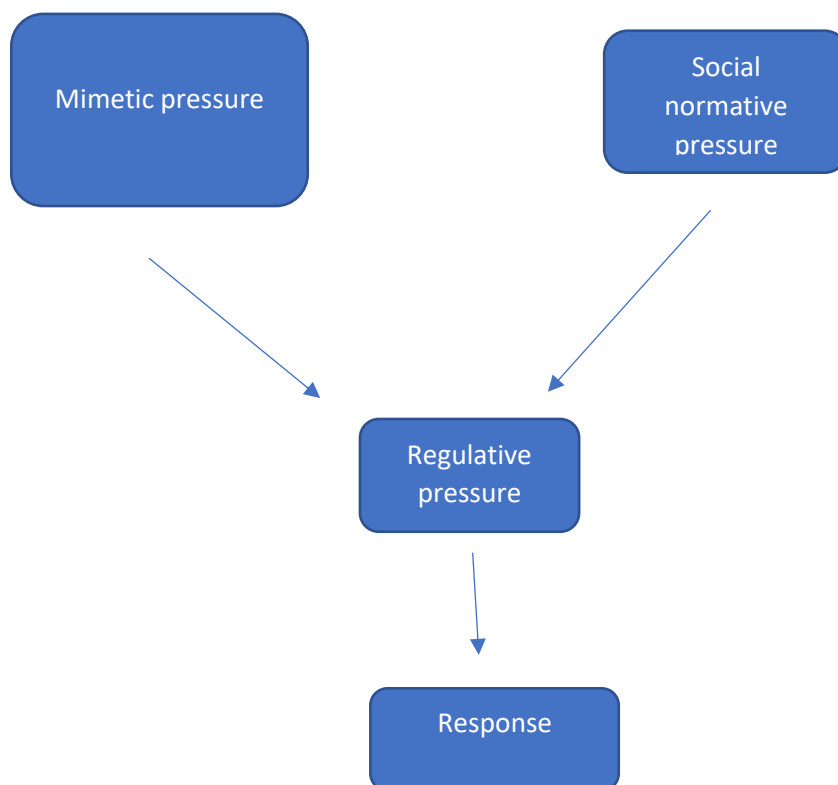 Mimetic pressure
Social
normative
pressure
Regulative
pressure
Response